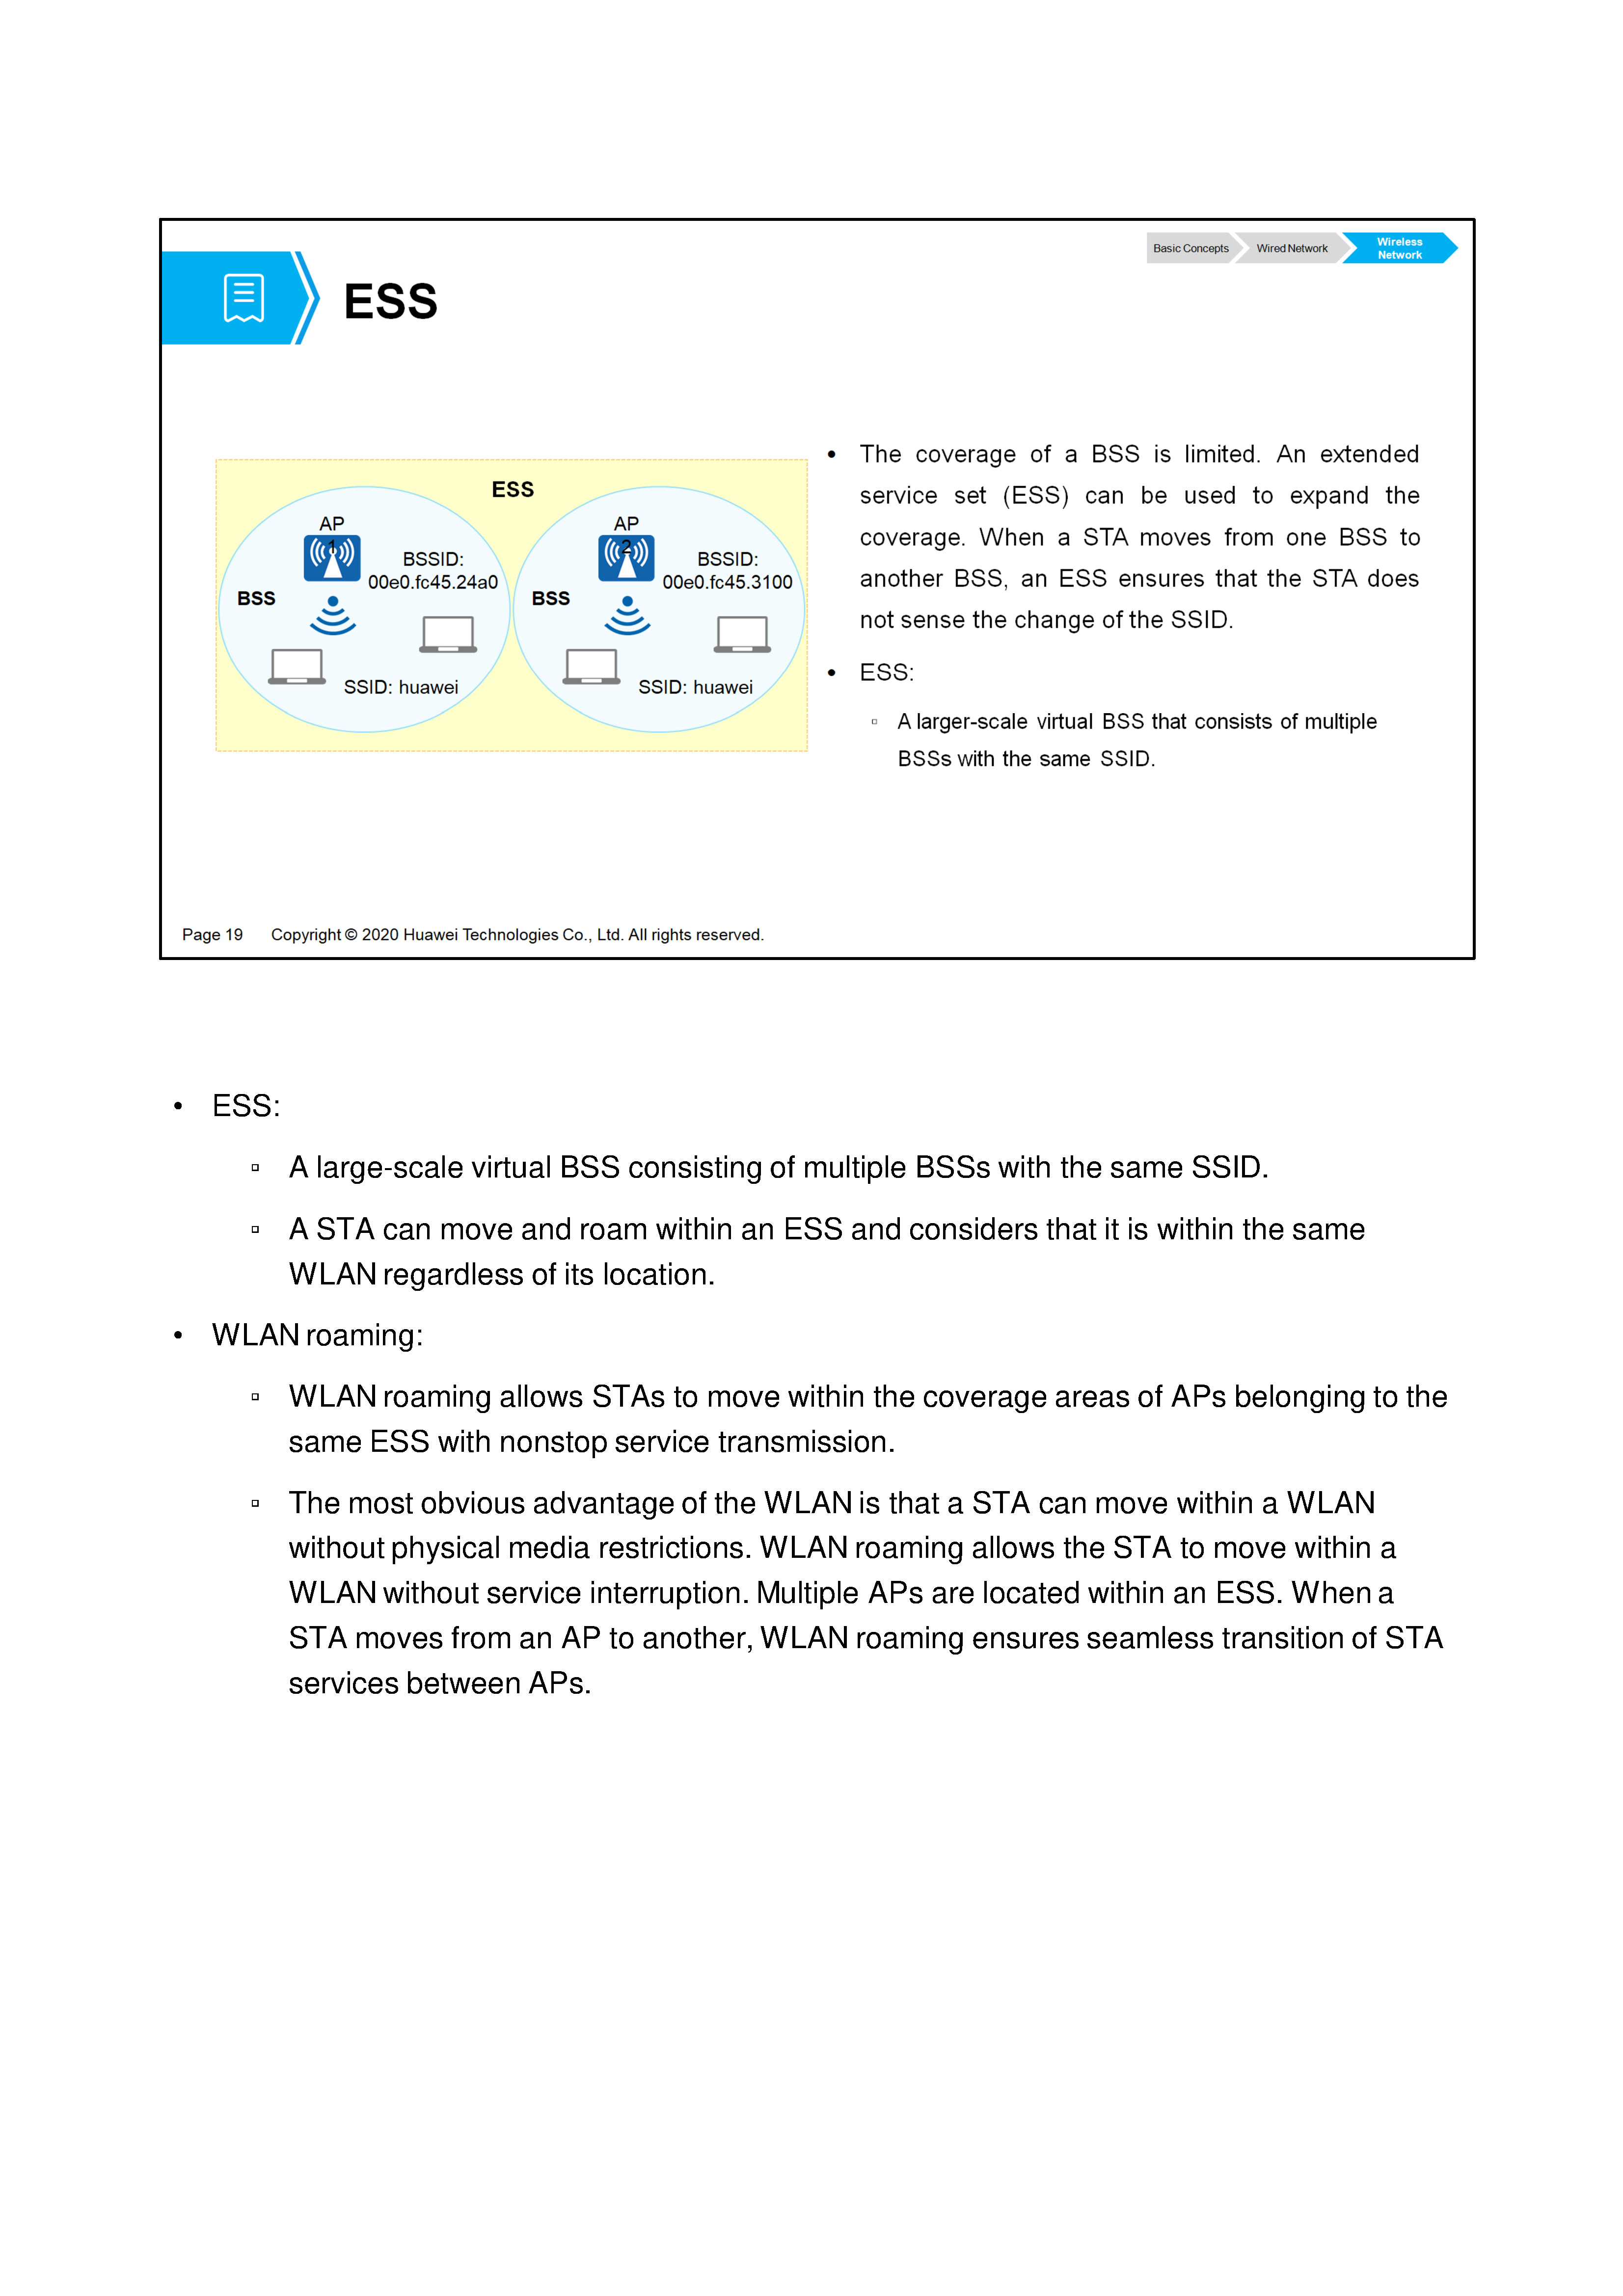 Basic Concepts
Wired Network
Wireless
Network
ESS
ESS
AP
1
BSSID:
00e0.fc45.24a0
BSS
SSID: huawei
AP
2
BSSID:
00e0.fc45.3100
BSS
SSID: huawei
• The coverage of a BSS is limited. An extended
service set (ESS) can be used to expand the
coverage. When a STA moves from one BSS to
another BSS, an ESS ensures that the STA does
not sense the change of the SSID.
• ESS:
▫ A larger-scale virtual BSS that consists of multiple
BSSs with the same SSID.
Page 19 Copyright © 2020 Huawei Technologies Co., Ltd. All rights reserved.
• ESS:
▫ A large-scale virtual BSS consisting of multiple BSSs with the same SSID.
▫ A STA can move and roam within an ESS and considers that it is within the same
WLAN regardless of its location.
• WLAN roaming:
▫ WLAN roaming allows STAs to move within the coverage areas of APs belonging to the
same ESS with nonstop service transmission.
▫ The most obvious advantage of the WLAN is that a STA can move within a WLAN
without physical media restrictions. WLAN roaming allows the STA to move within a
WLAN without service interruption. Multiple APs are located within an ESS. When a
STA moves from an AP to another, WLAN roaming ensures seamless transition of STA
services between APs.